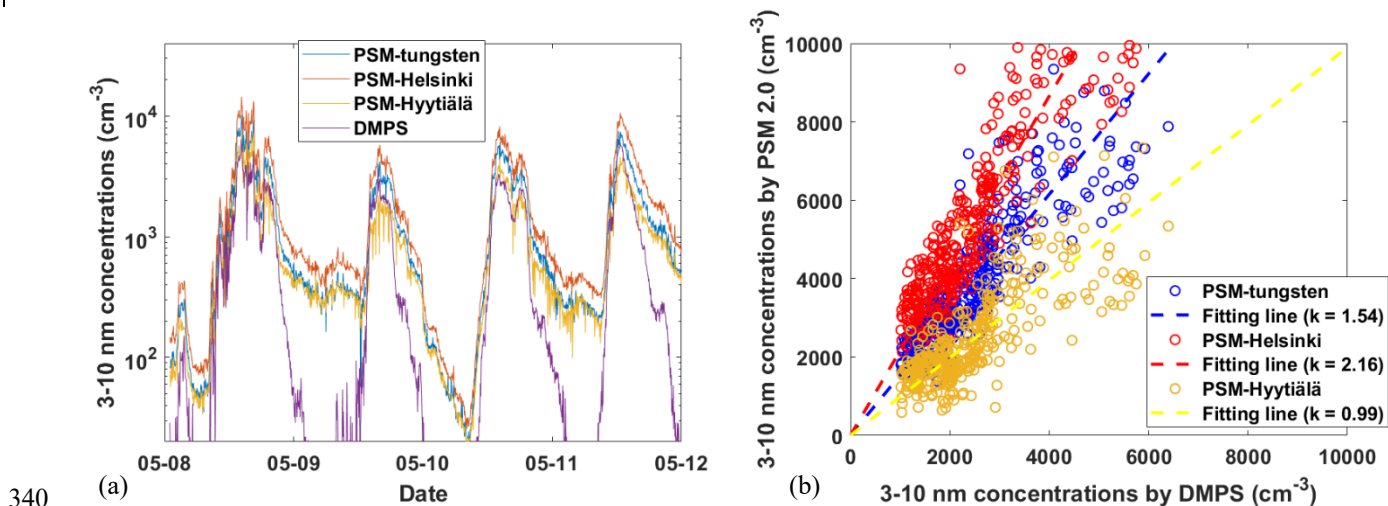 PSM-tungsten
PSM-Helsinki
PSM-Hyytiälä
DMPS
3-10 nm concentrations (cm⁻³)
10⁴
10³
10²
05-08
05-09
05-10
05-11
05-12
Date
(a)
340
3-10 nm concentrations by PSM 2.0 (cm⁻³)
10000
8000
6000
4000
2000
0
PSM-tungsten
Fitting line (k = 1.54)
PSM-Helsinki
Fitting line (k = 2.16)
PSM-Hyytiälä
Fitting line (k = 0.99)
0
2000
4000
6000
8000
10000
3-10 nm concentrations by DMPS (cm⁻³)
(b)